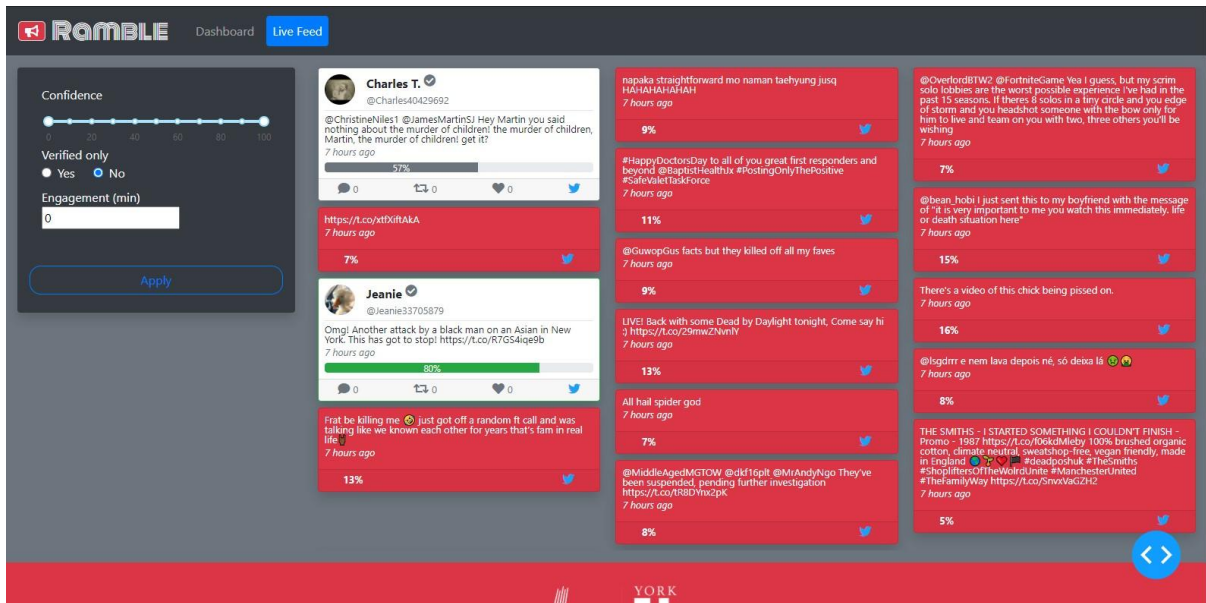 Ramble
Dashboard
Live Feed
Confidence
0 20 40 60 80 100
Verified only
Yes No
Engagement (min)
0
Apply
Charles T.
@Charles40429692
@ChristineNiles1 @JamesMartinSJ Hey Martin you said
nothing about the murder of children! the murder of children,
Martin, the murder of children! get it?
7 hours ago
57%
0 0 0
https://t.co/xtfXiftAkA
7 hours ago
7%
Jeanie
@Jeanie33705879
Omg! Another attack by a black man on an Asian in New
York. This has got to stop! https://t.co/R7GS4iqe9b
7 hours ago
80%
0 0 0
Frat be killing me 🤣 just got off a random ft call and was
talking like we known each other for years that's fam in real
life
7 hours ago
13%
napaka straightforward mo naman taehyung jusq
HAHAHAHAHAH
7 hours ago
9%
#HappyDoctorsDay to all of you great first responders and
beyond @BaptistHealthJx #PostingOnlyThePositive
#SafeValetTaskForce
7 hours ago
11%
@GuwopGus facts but they killed off all my faves
7 hours ago
9%
LIVE! Back with some Dead by Daylight tonight, Come say hi
:) https://t.co/29mwZNvnlY
7 hours ago
13%
All hail spider god
7 hours ago
7%
@MiddleAgedMGTOW @dkf16plt @MrAndyNgo They've
been suspended, pending further investigation
https://t.co/tR8DYnx2pK
7 hours ago
8%
@OverlordBTW2 @FortniteGame Yea I guess, but my scrim
solo lobbies are the worst possible experience I've had in the
past 15 seasons. If theres 8 solos in a tiny circle and you edge
of storm and you headshot someone with the bow only for
him to live and team on you with two, three others you'll be
wishing
7 hours ago
7%
@bean_hobi I just sent this to my boyfriend with the message
of "it is very important to me you watch this immediately. life
or death situation here"
7 hours ago
15%
There's a video of this chick being pissed on.
7 hours ago
16%
@lsgdrrr e nem lava depois né, só deixa lá 🤢🤮
7 hours ago
8%
THE SMITHS - I STARTED SOMETHING I COULDN'T FINISH -
Promo - 1987 https://t.co/f06kdMleby 100% brushed organic
cotton, climate neutral, sweatshop-free, vegan friendly, made
in England #deadposhuk #TheSmiths
#ShopliftersOfTheWolrdUnite #ManchesterUnited
#TheFamilyWay https://t.co/SnvxVaGZH2
7 hours ago
5%
YORK